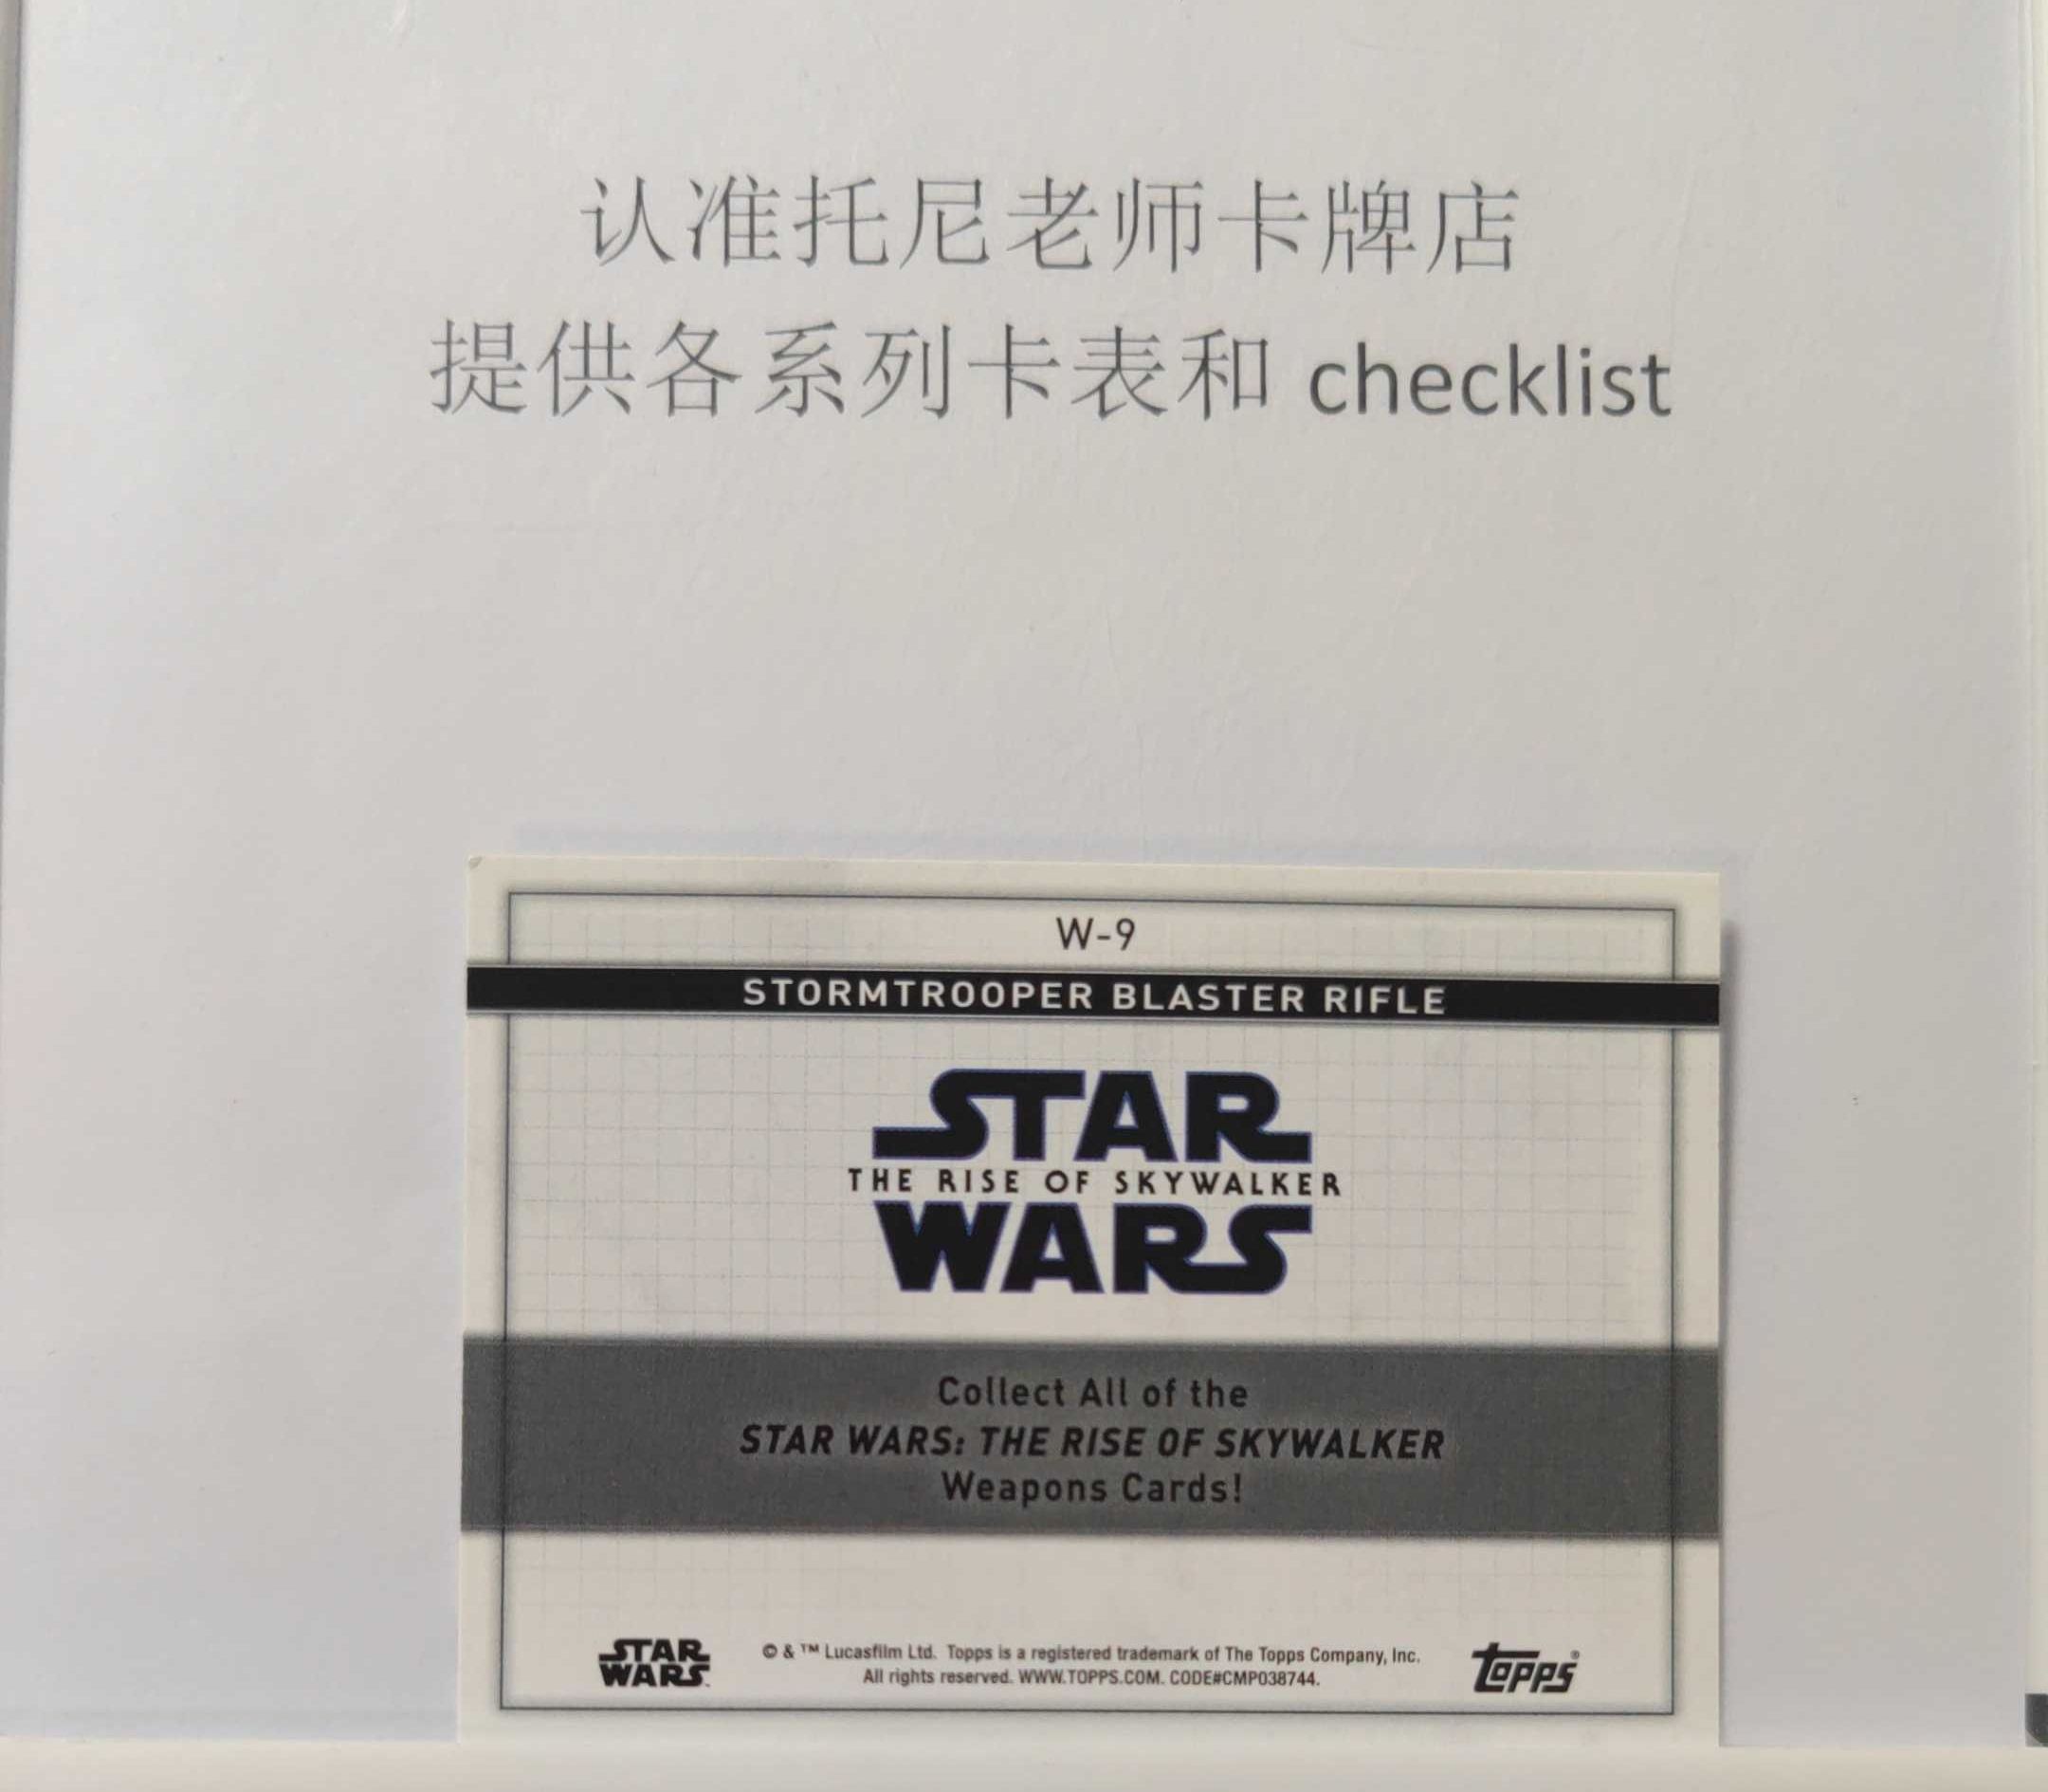 认准托尼老师卡牌店
提供各系列卡表和 checklist
W-9
STORMTROOPER BLASTER RIFLE
STAR
THE RISE OF SKYWALKER
WARS
Collect All of the
STAR WARS: THE RISE OF SKYWALKER
Weapons Cards!
STAR
WARS
© & ™ Lucasfilm Ltd. Topps is a registered trademark of The Topps Company, Inc.
All rights reserved. WWW.TOPPS.COM. CODE#CMP038744.
topps®